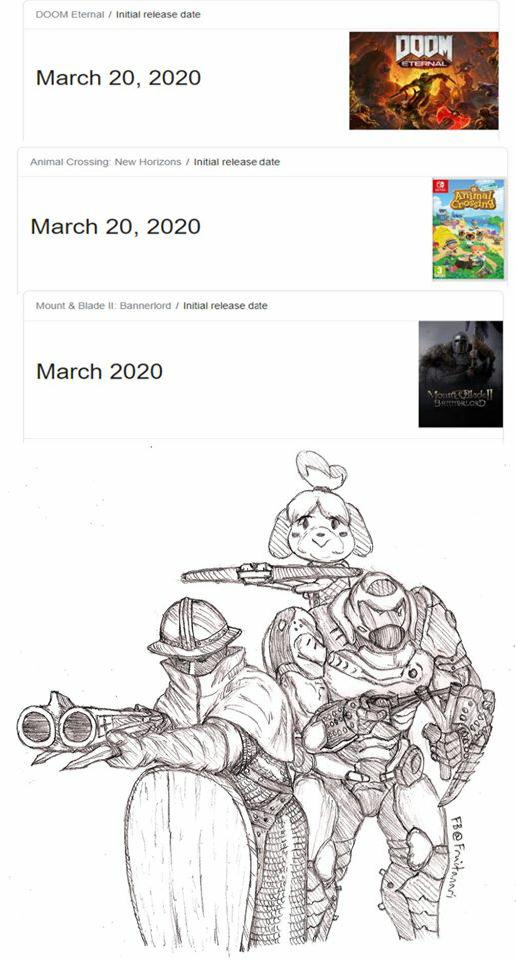 DOOM Eternal / Initial release date
March 20, 2020
DOOM
ETERNAL
Animal Crossing: New Horizons / Initial release date
March 20, 2020
Animal
Crossing
3
Mount & Blade II: Bannerlord / Initial release date
March 2020
Mount & Blade II
BANNERLORD